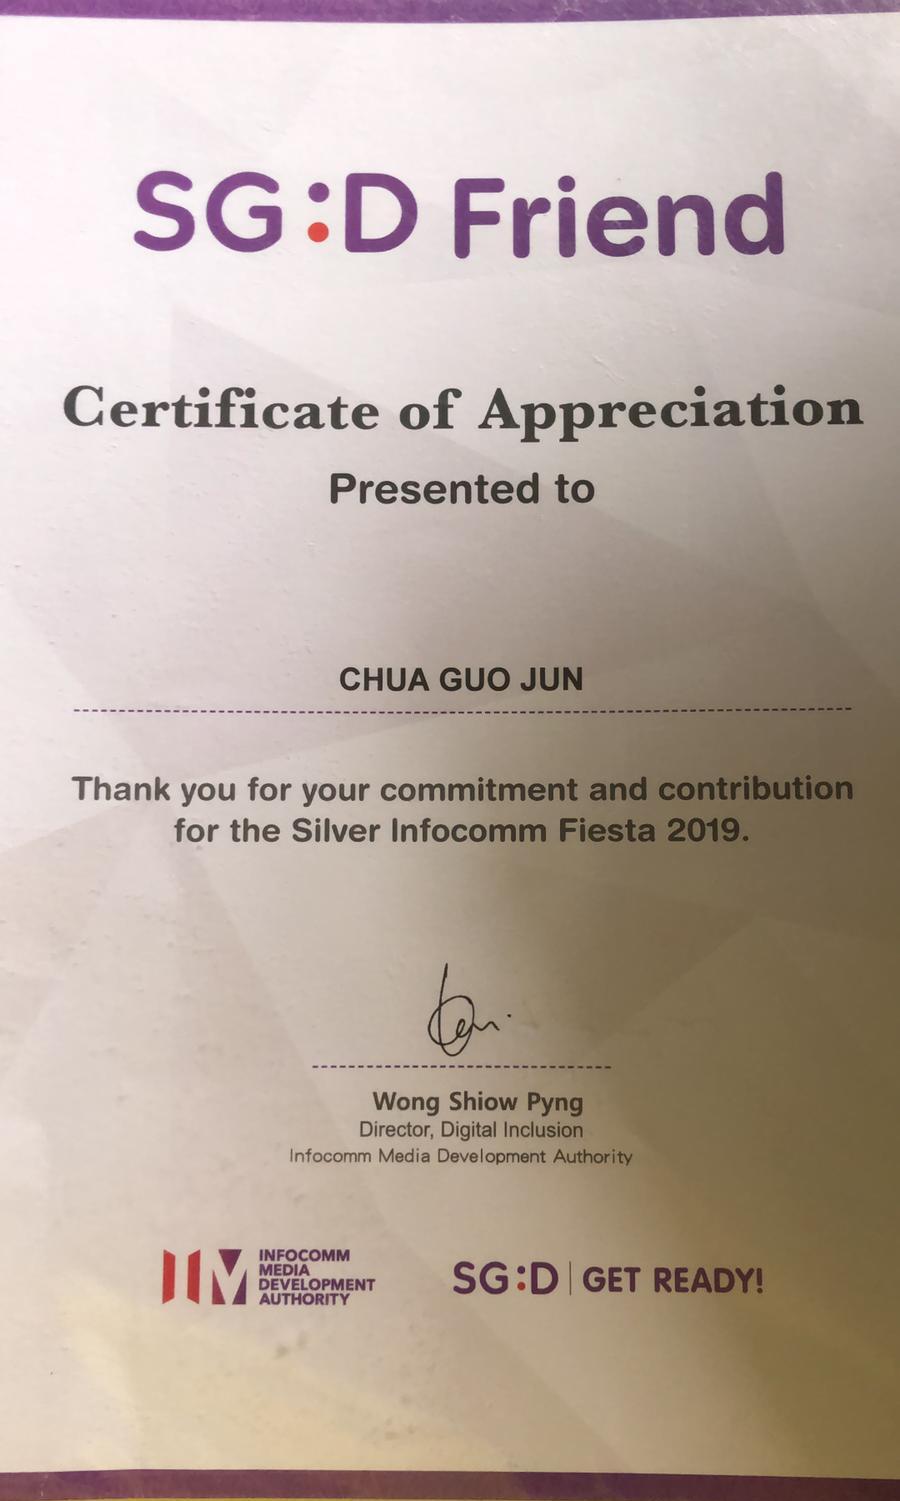 SG:D Friend
Certificate of Appreciation
Presented to
CHUA GUO JUN
Thank you for your commitment and contribution
for the Silver Infocomm Fiesta 2019.
Wong Shiow Pyng
Director, Digital Inclusion
Infocomm Media Development Authority
INFOCOMM
MEDIA
DEVELOPMENT
AUTHORITY
SG:D | GET READY!